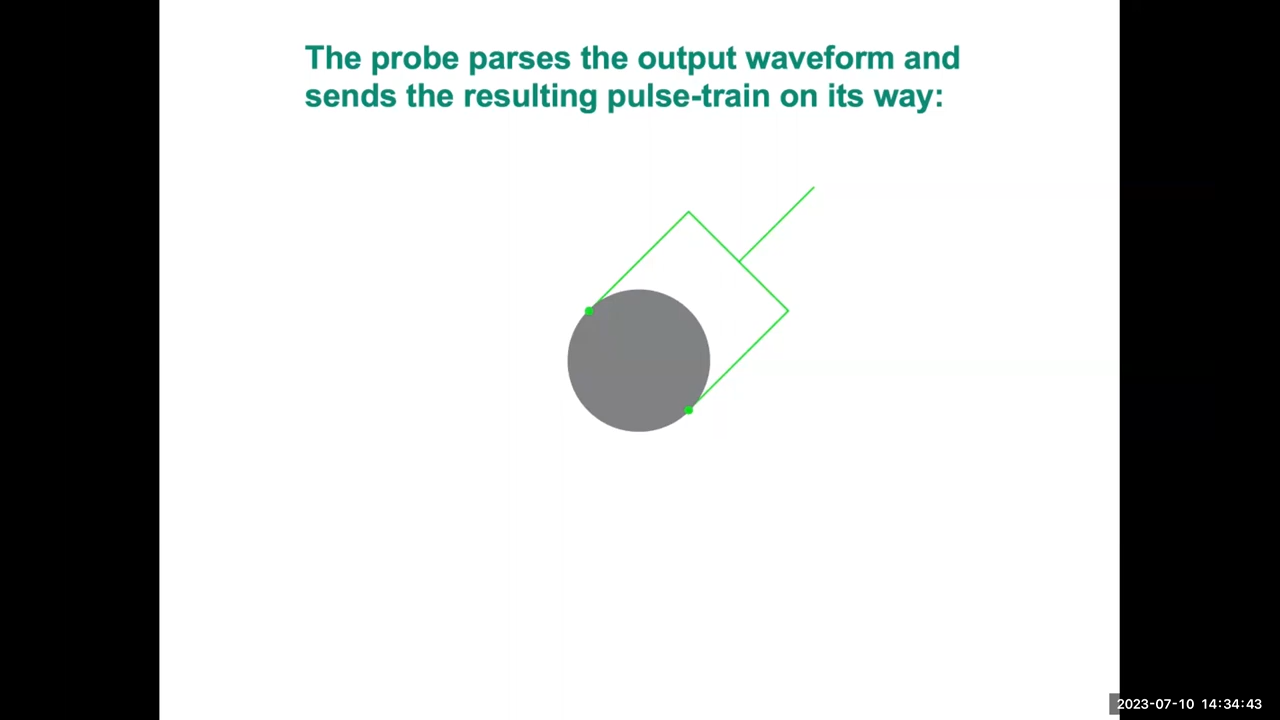 The probe parses the output waveform and
sends the resulting pulse-train on its way:
2023-07-10 14:34:43